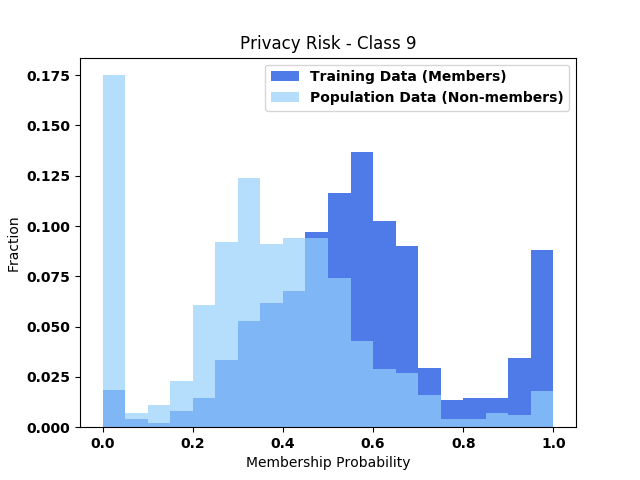 Privacy Risk - Class 9
Training Data (Members)
Population Data (Non-members)
0.175
0.150
0.125
0.100
0.075
0.050
0.025
0.000
Fraction
0.0 0.2 0.4 0.6 0.8 1.0
Membership Probability